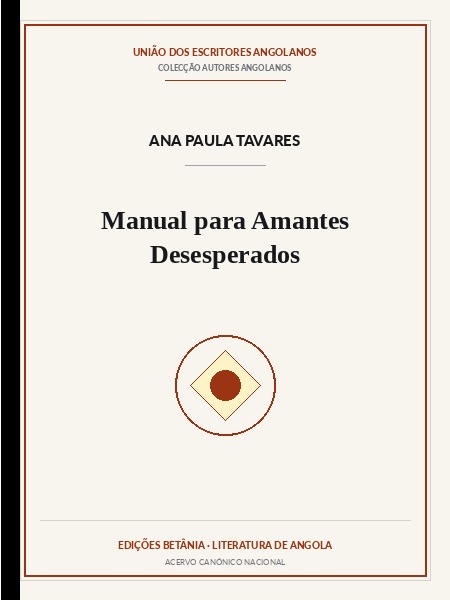 UNIÃO DOS ESCRITORES ANGOLANOS
COLECÇÃO AUTORES ANGOLANOS
ANA PAULA TAVARES
Manual para Amantes
Desesperados
EDIÇÕES BETÂNIA · LITERATURA DE ANGOLA
ACERVO CANÓNICO NACIONAL